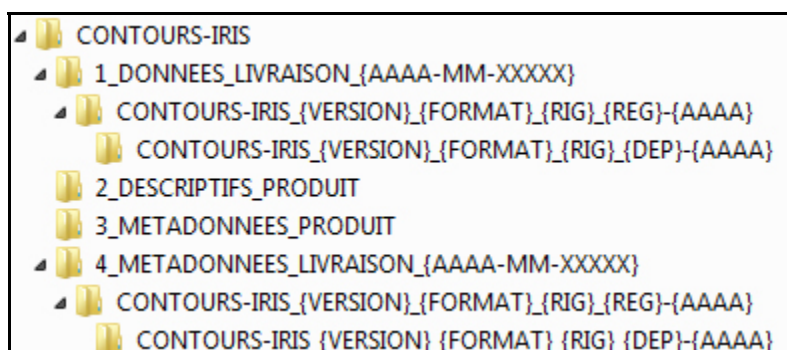 CONTOURS-IRIS
1_DONNEES_LIVRAISON_{AAAA-MM-XXXXX}
CONTOURS-IRIS_{VERSION}_{FORMAT}_{RIG}_{REG}-{AAAA}
CONTOURS-IRIS_{VERSION}_{FORMAT}_{RIG}_{DEP}-{AAAA}
2_DESCRIPTIFS_PRODUIT
3_METADONNEES_PRODUIT
4_METADONNEES_LIVRAISON_{AAAA-MM-XXXXX}
CONTOURS-IRIS_{VERSION}_{FORMAT}_{RIG}_{REG}-{AAAA}
CONTOURS-IRIS_{VERSION}_{FORMAT}_{RIG}_{DEP}-{AAAA}